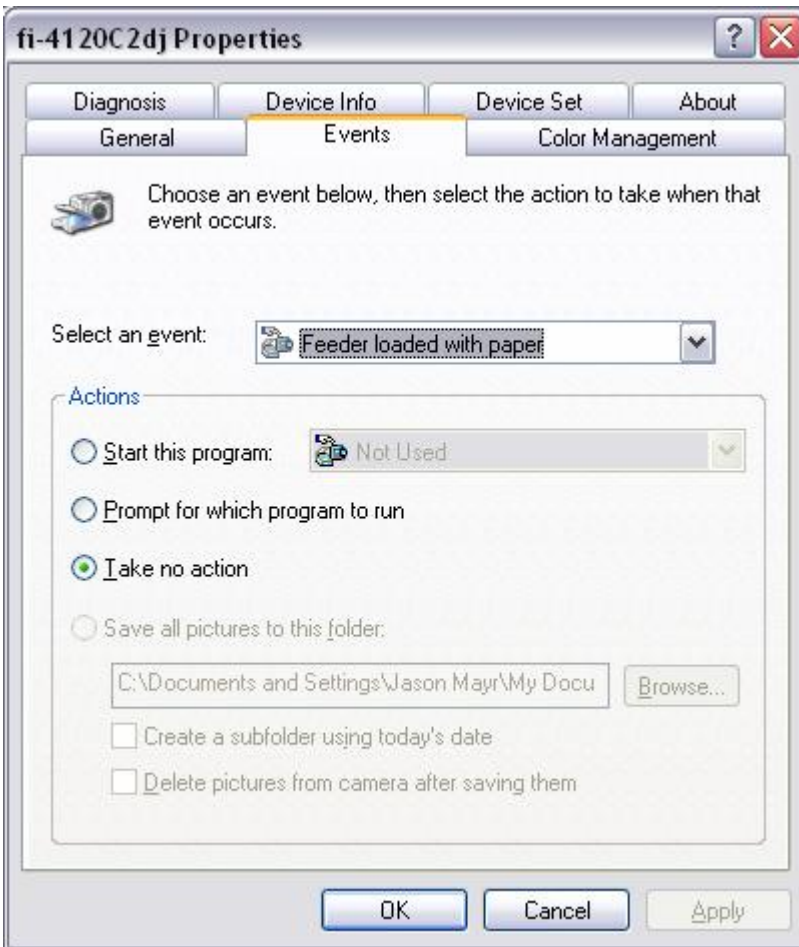 fi-4120C2dj Properties
Diagnosis Device Info Device Set About
General Events Color Management
Choose an event below, then select the action to take when that
event occurs.
Select an event: Feeder loaded with paper
Actions
Start this program: Not Used
Prompt for which program to run
Take no action
Save all pictures to this folder:
C:\Documents and Settings\Jason Mayr\My Docu Browse...
Create a subfolder using today's date
Delete pictures from camera after saving them
OK Cancel Apply